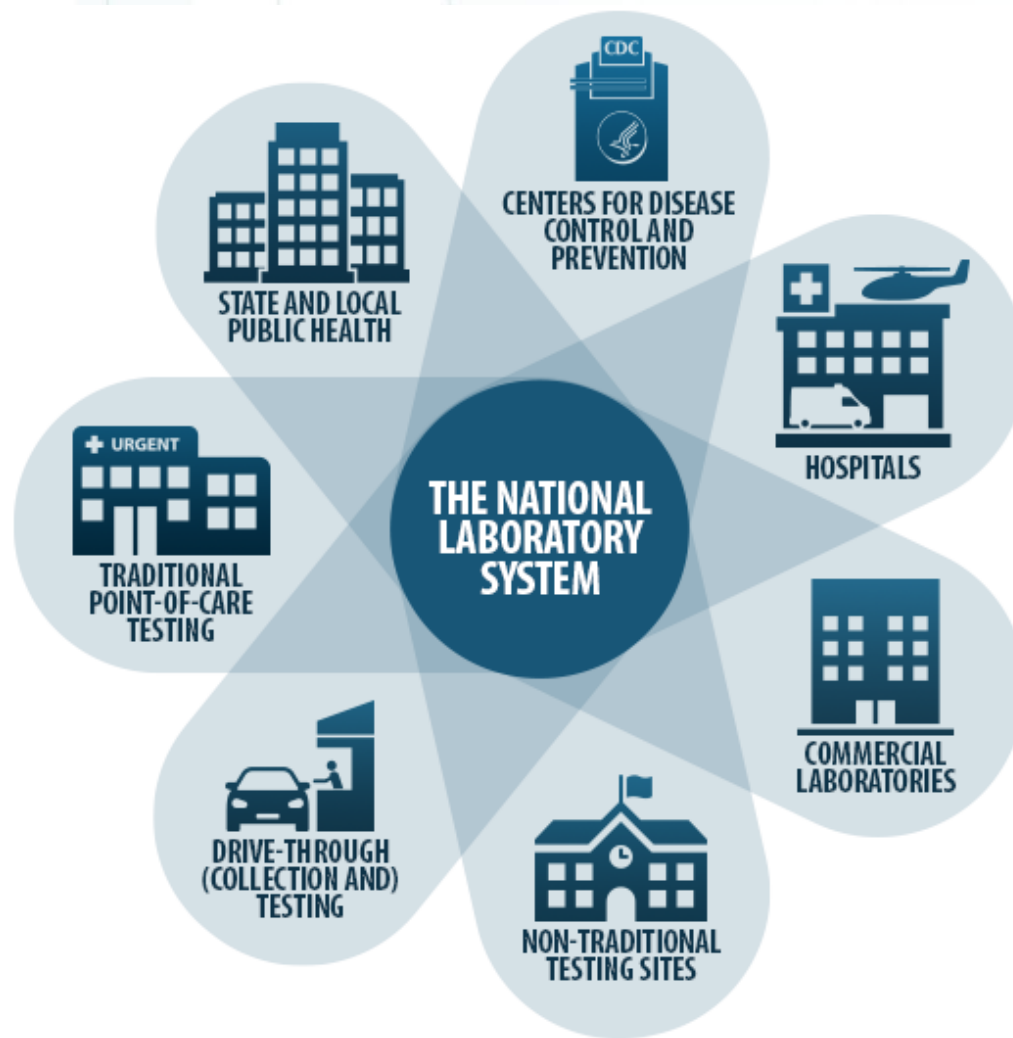 CDC
CENTERS FOR DISEASE
CONTROL AND
PREVENTION
STATE AND LOCAL
PUBLIC HEALTH
HOSPITALS
URGENT
TRADITIONAL
POINT-OF-CARE
TESTING
THE NATIONAL
LABORATORY
SYSTEM
COMMERCIAL
LABORATORIES
DRIVE-THROUGH
(COLLECTION AND)
TESTING
NON-TRADITIONAL
TESTING SITES